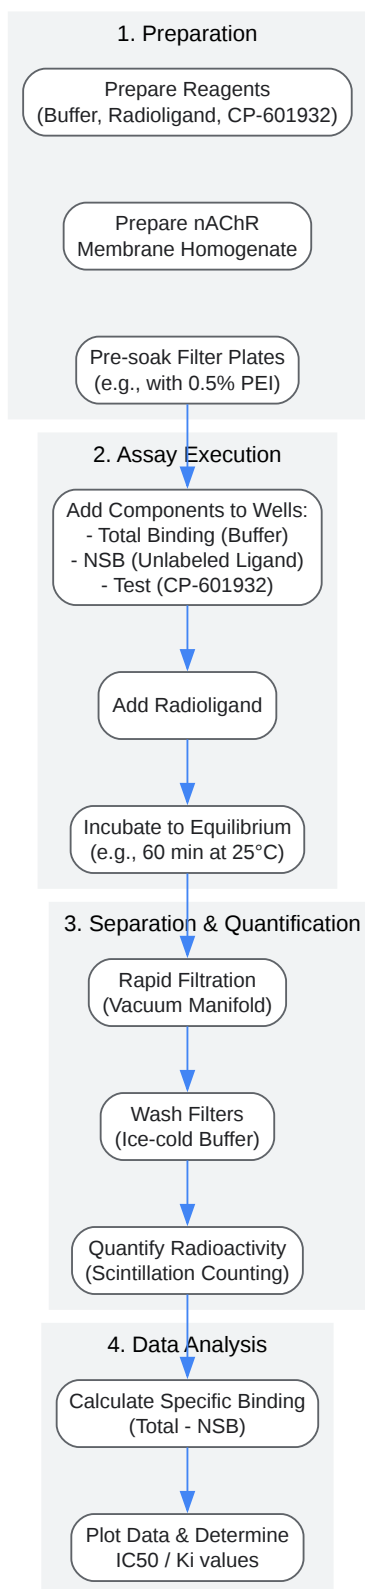 1. Preparation
Prepare Reagents
(Buffer, Radioligand, CP-601932)
Prepare nAChR
Membrane Homogenate
Pre-soak Filter Plates
(e.g., with 0.5% PEI)
2. Assay Execution
Add Components to Wells:
- Total Binding (Buffer)
- NSB (Unlabeled Ligand)
- Test (CP-601932)
Add Radioligand
Incubate to Equilibrium
(e.g., 60 min at 25°C)
3. Separation & Quantification
Rapid Filtration
(Vacuum Manifold)
Wash Filters
(Ice-cold Buffer)
Quantify Radioactivity
(Scintillation Counting)
4. Data Analysis
Calculate Specific Binding
(Total - NSB)
Plot Data & Determine
IC50 / Ki values